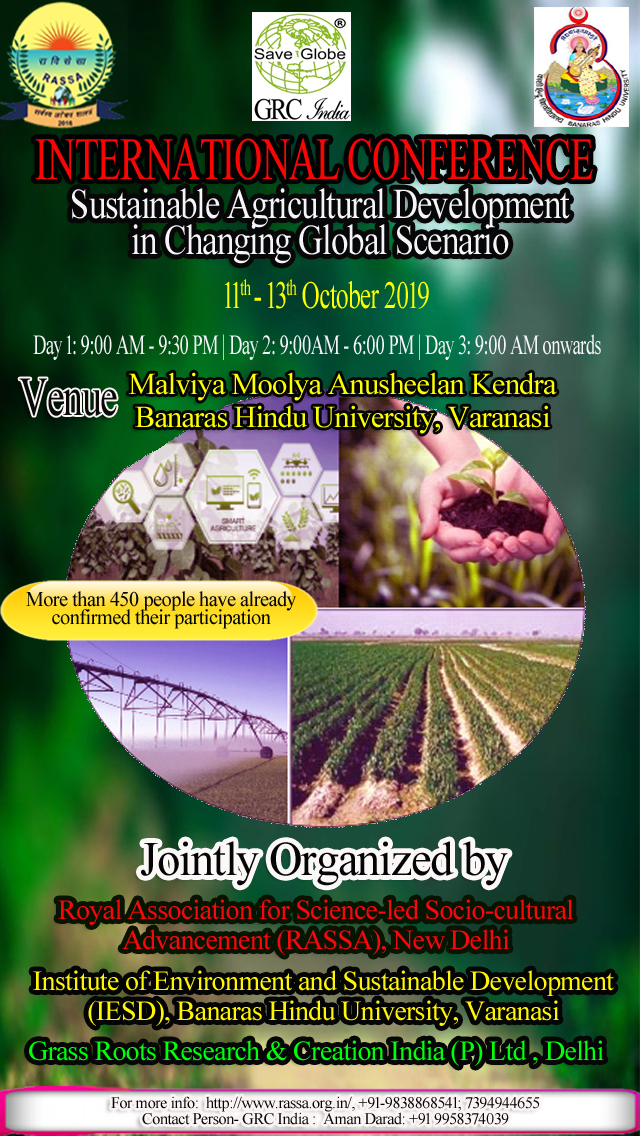 रा वि से सा
RASSA
2016
Save Globe
®
GRC India
BANARAS HINDU UNIVERSITY
INTERNATIONAL CONFERENCE
Sustainable Agricultural Development
in Changing Global Scenario
11th - 13th October 2019
Day 1: 9:00 AM - 9:30 PM | Day 2: 9:00AM - 6:00 PM | Day 3: 9:00 AM onwards
Venue
Malviya Moolya Anusheelan Kendra
Banaras Hindu University, Varanasi
SMART
AGRICULTURE
More than 450 people have already
confirmed their participation
Jointly Organized by
Royal Association for Science-led Socio-cultural
Advancement (RASSA), New Delhi
Institute of Environment and Sustainable Development
(IESD), Banaras Hindu University, Varanasi
Grass Roots Research & Creation India (P) Ltd , Delhi
For more info: http://www.rassa.org.in/, +91-9838868541; 7394944655
Contact Person- GRC India : Aman Darad: +91 9958374039